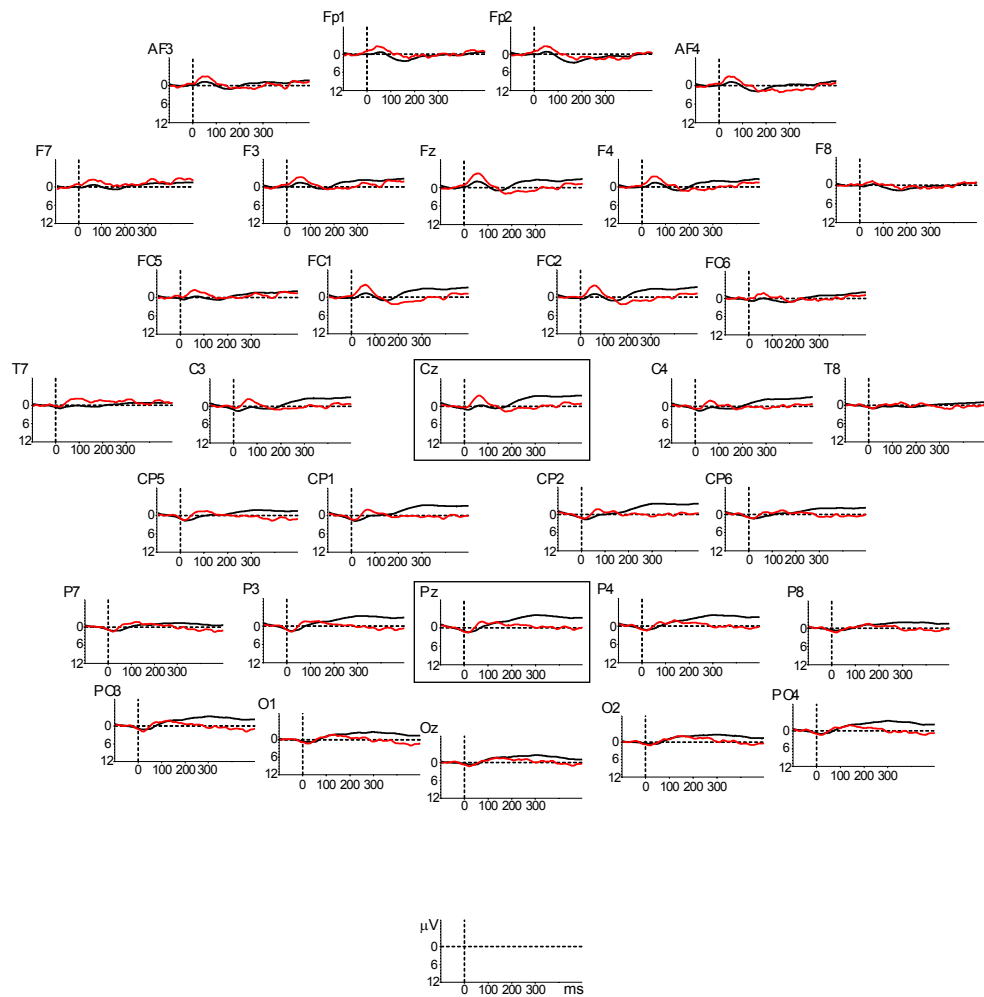 Fp1 Fp2
AF3 AF4
0 0
0 0
6 6
6 6
12 12
0 100 200 300 0 100 200 300
12 12
0 100 200 300 0 100 200 300
F7 F3 Fz F4 F8
0 0 0 0 0
6 6 6 6 6
12 12 12 12 12
0 100 200 300 0 100 200 300 0 100 200 300 0 100 200 300 0 100 200 300
FC5 FC1 FC2 FC6
0 0 0 0
6 6 6 6
12 12 12 12
0 100 200 300 0 100 200 300 0 100 200 300 0 100 200 300
T7 C3 Cz C4 T8
0 0 0 0 0
6 6 6 6 6
12 12 12 12 12
0 100 200 300 0 100 200 300 0 100 200 300 0 100 200 300 0 100 200 300
CP5 CP1 CP2 CP6
0 0 0 0
6 6 6 6
12 12 12 12
0 100 200 300 0 100 200 300 0 100 200 300 0 100 200 300
P7 P3 Pz P4 P8
0 0 0 0 0
6 6 6 6 6
12 12 12 12 12
0 100 200 300 0 100 200 300 0 100 200 300 0 100 200 300 0 100 200 300
PO3 O1 Oz O2 PO4
0 0 0 0 0
6 6 6 6 6
12 12 12 12 12
0 100 200 300 0 100 200 300 0 100 200 300 0 100 200 300 0 100 200 300
μV
0
6
12
0 100 200 300 ms